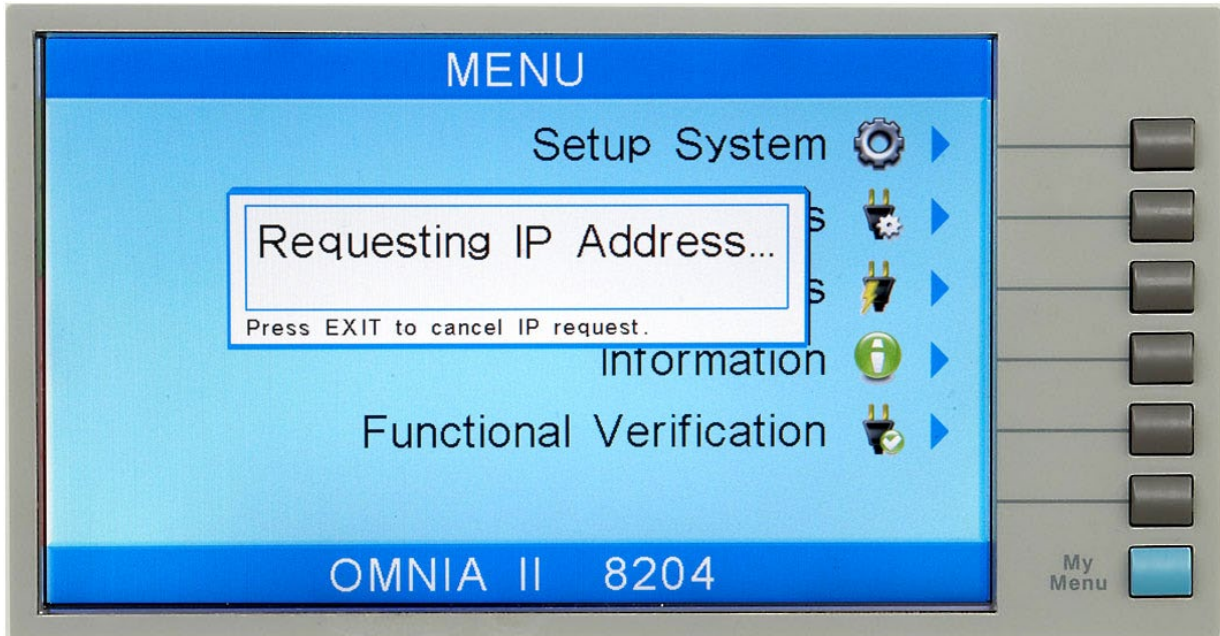 MENU
Setup System
s
Requesting IP Address...
s
Press EXIT to cancel IP request.
Information
Functional Verification
OMNIA II 8204
My
Menu